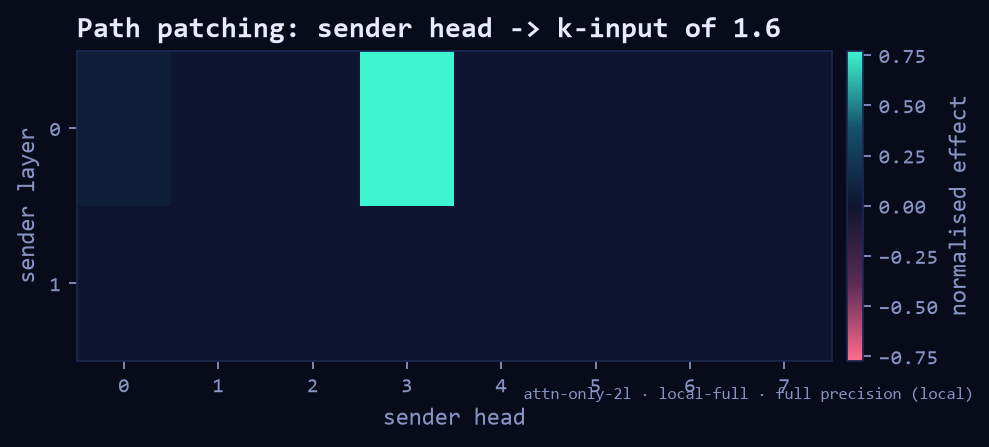 Path patching: sender head -> k-input of 1.6
sender layer
0
1
0 1 2 3 4 5 6 7
sender head
attn-only-2l · local-full · full precision (local)
0.75
0.50
0.25
0.00
−0.25
−0.50
−0.75
normalised effect